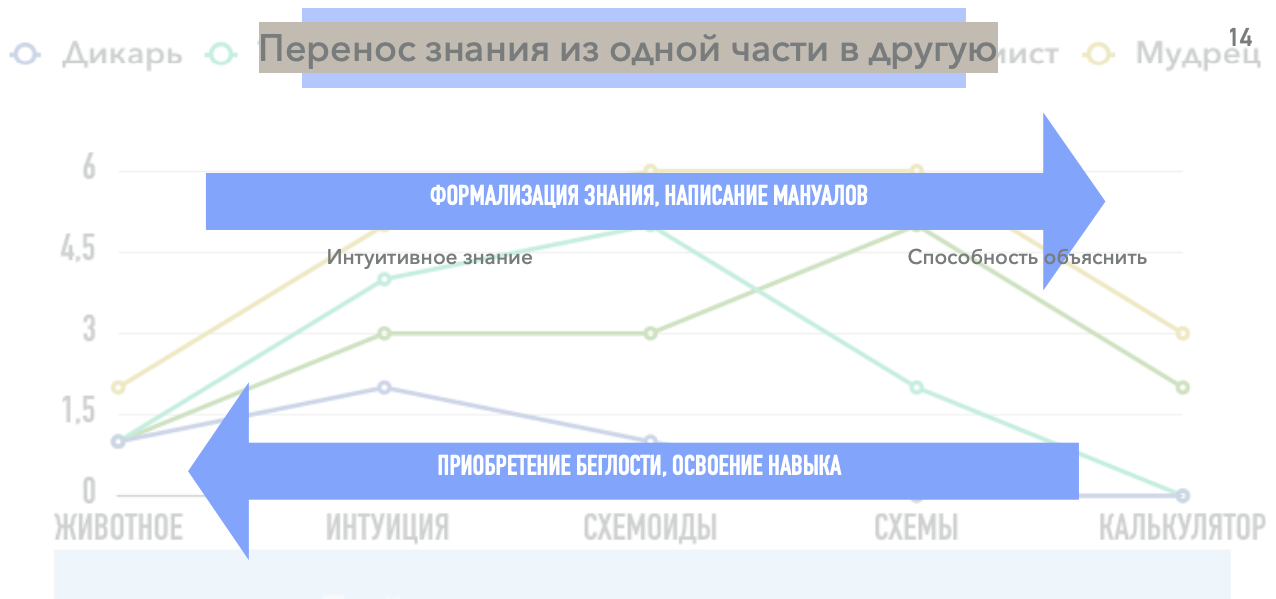 Перенос знания из одной части в другую
14
Дикарь
Мудрец
6
ФОРМАЛИЗАЦИЯ ЗНАНИЯ, НАПИСАНИЕ МАНУАЛОВ
4,5
Интуитивное знание
Способность объяснить
3
1,5
ПРИОБРЕТЕНИЕ БЕГЛОСТИ, ОСВОЕНИЕ НАВЫКА
0
ЖИВОТНОЕ
ИНТУИЦИЯ
СХЕМОИДЫ
СХЕМЫ
КАЛЬКУЛЯТОР